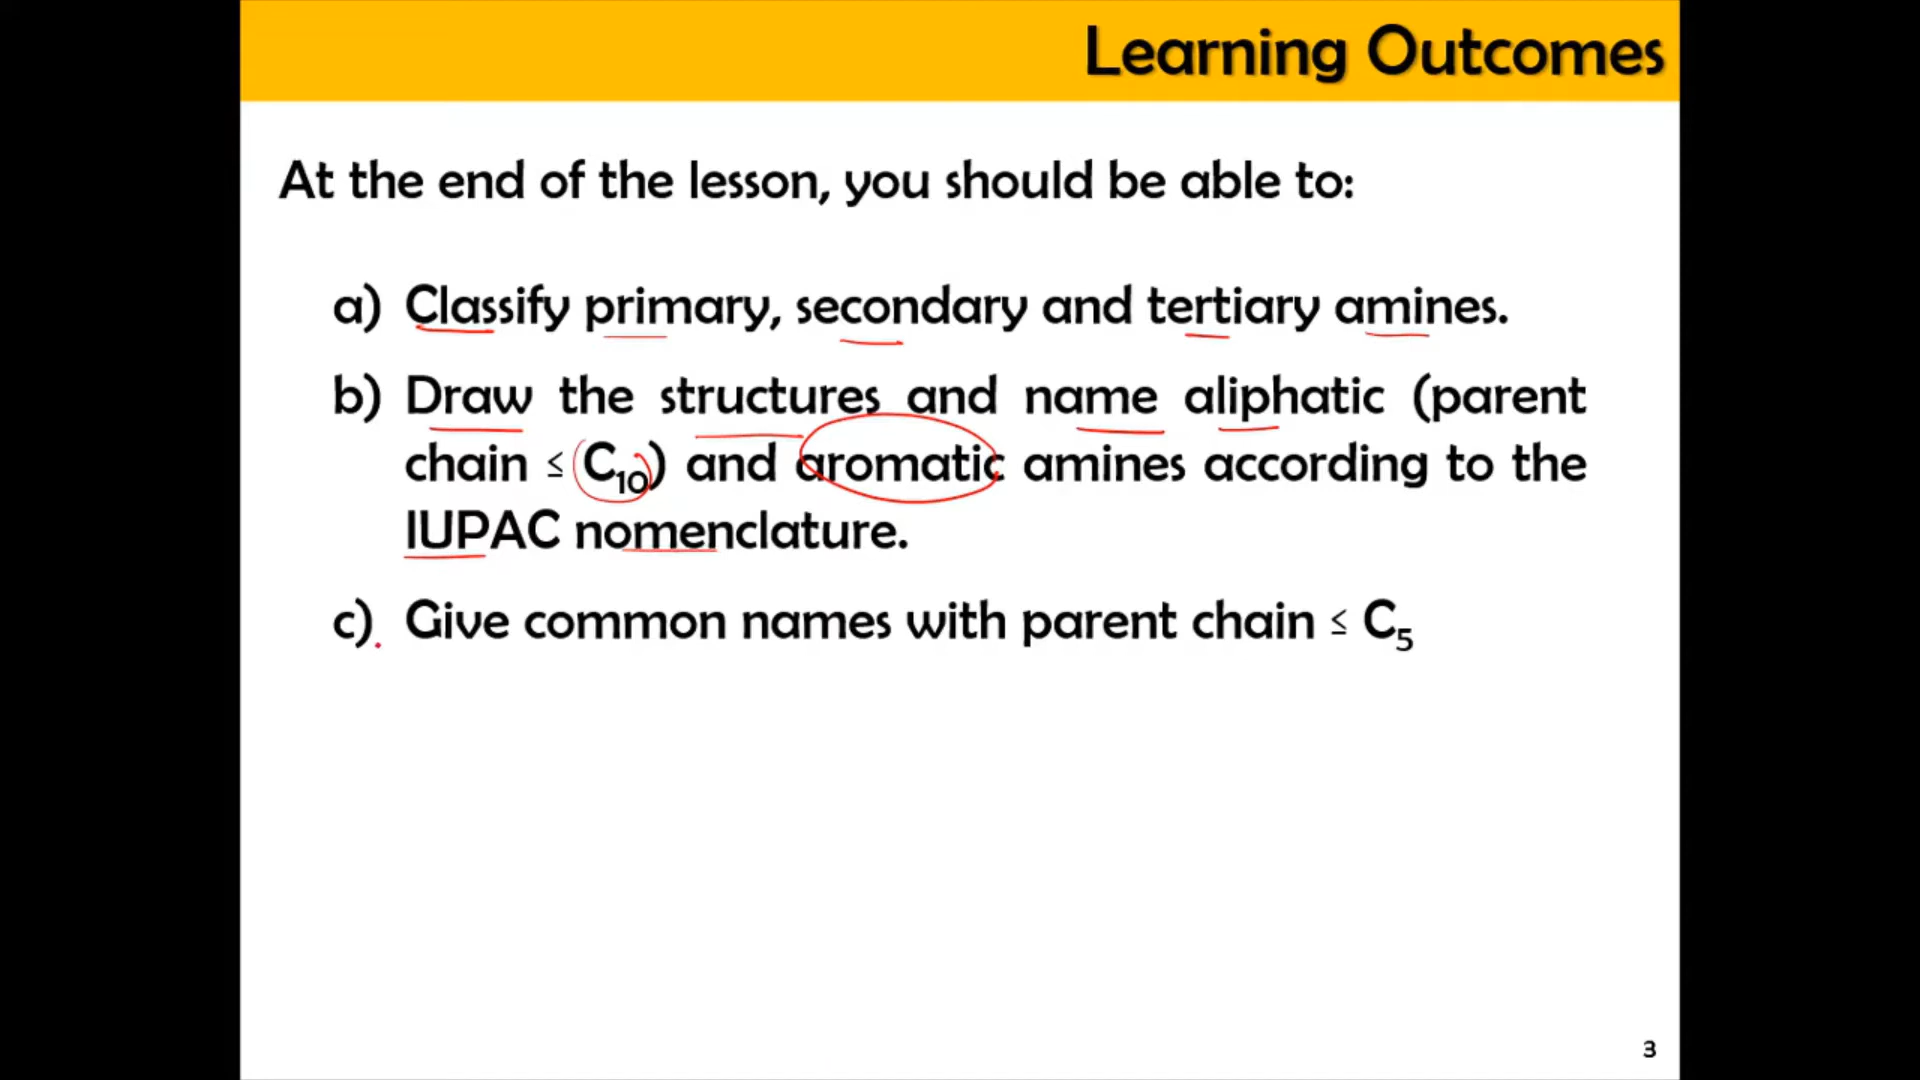 Learning Outcomes
At the end of the lesson, you should be able to:
a) Classify primary, secondary and tertiary amines.
b) Draw the structures and name aliphatic (parent
chain ≤ C₁₀) and aromatic amines according to the
IUPAC nomenclature.
c) Give common names with parent chain ≤ C₅
3